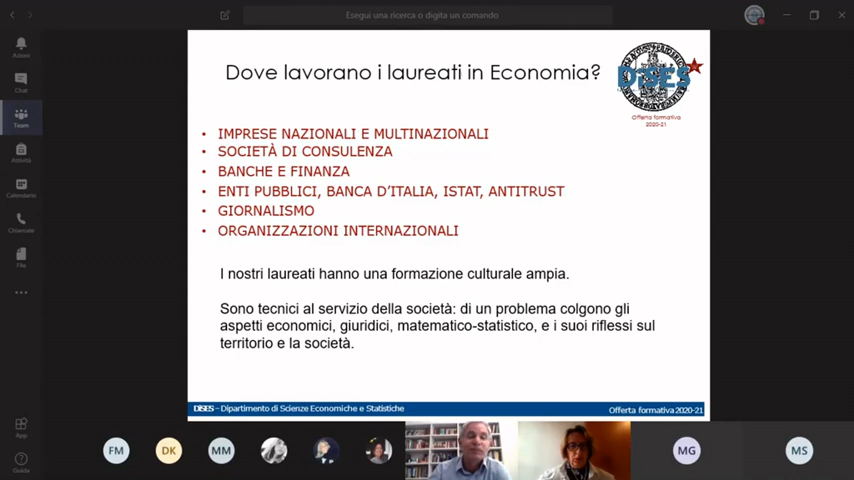 Esegui una ricerca o digita un comando
Azioni
Chat
Team
Attività
Calendario
Chiamate
File
App
Guida
Dove lavorano i laureati in Economia?
DiSES
Offerta formativa
2020-21
• IMPRESE NAZIONALI E MULTINAZIONALI
• SOCIETÀ DI CONSULENZA
• BANCHE E FINANZA
• ENTI PUBBLICI, BANCA D'ITALIA, ISTAT, ANTITRUST
• GIORNALISMO
• ORGANIZZAZIONI INTERNAZIONALI
I nostri laureati hanno una formazione culturale ampia.
Sono tecnici al servizio della società: di un problema colgono gli
aspetti economici, giuridici, matematico-statistico, e i suoi riflessi sul
territorio e la società.
DiSES – Dipartimento di Scienze Economiche e Statistiche
Offerta formativa 2020-21
FM
DK
MM
MG
MS